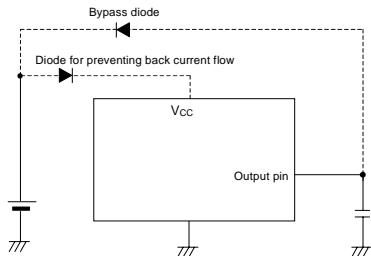 Bypass diode
Diode for preventing back current flow
VCC
Output pin